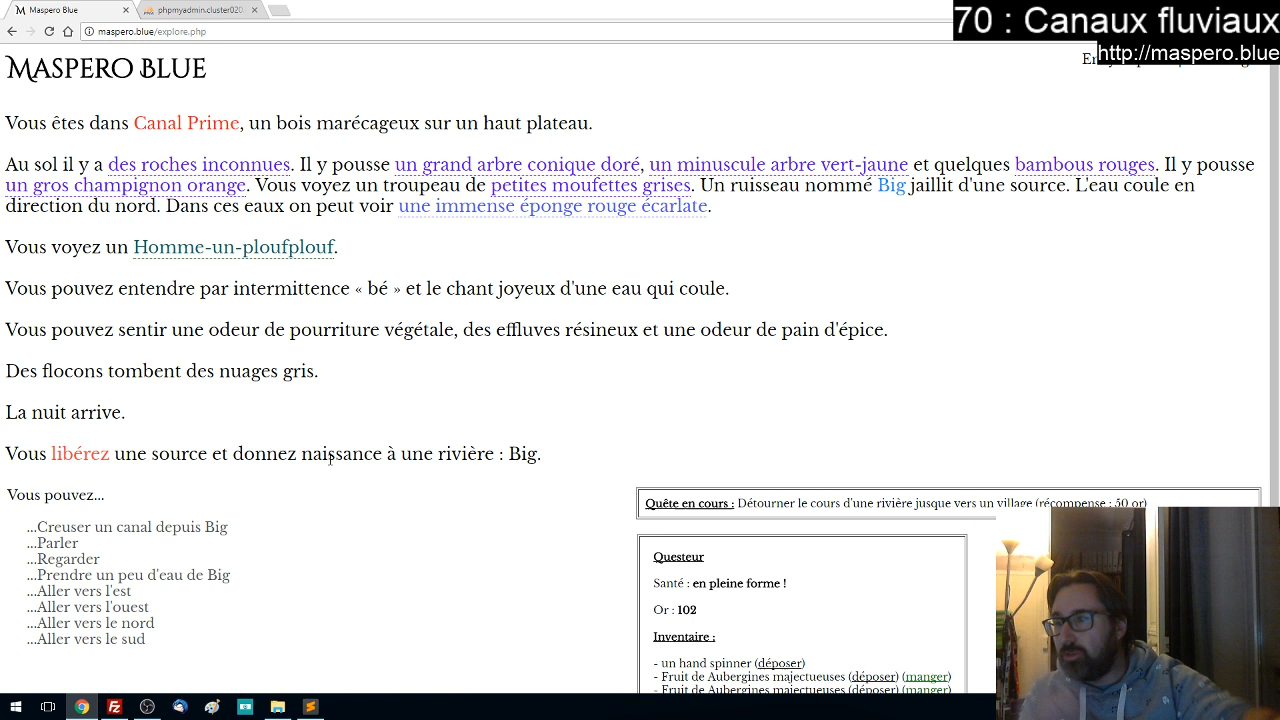 Maspero Blue
phpmyadmin.cluster020
maspero.blue/explore.php
70 : Canaux fluviaux
http://maspero.blue
MASPERO BLUE
Vous êtes dans Canal Prime, un bois marécageux sur un haut plateau.
Au sol il y a des roches inconnues. Il y pousse un grand arbre conique doré, un minuscule arbre vert-jaune et quelques bambous rouges. Il y pousse
un gros champignon orange. Vous voyez un troupeau de petites moufettes grises. Un ruisseau nommé Big jaillit d'une source. L'eau coule en
direction du nord. Dans ces eaux on peut voir une immense éponge rouge écarlate.
Vous voyez un Homme-un-ploufplouf.
Vous pouvez entendre par intermittence « bé » et le chant joyeux d'une eau qui coule.
Vous pouvez sentir une odeur de pourriture végétale, des effluves résineux et une odeur de pain d'épice.
Des flocons tombent des nuages gris.
La nuit arrive.
Vous libérez une source et donnez naissance à une rivière : Big.
Vous pouvez...
...Creuser un canal depuis Big
...Parler
...Regarder
...Prendre un peu d'eau de Big
...Aller vers l'est
...Aller vers l'ouest
...Aller vers le nord
...Aller vers le sud
Quête en cours : Détourner le cours d'une rivière jusque vers un village (récompense : 50 or)
Questeur
Santé : en pleine forme !
Or : 102
Inventaire :
- un hand spinner (déposer)
- Fruit de Aubergines majectueuses (déposer) (manger)
- Fruit de Aubergines majectueuses (déposer) (manger)